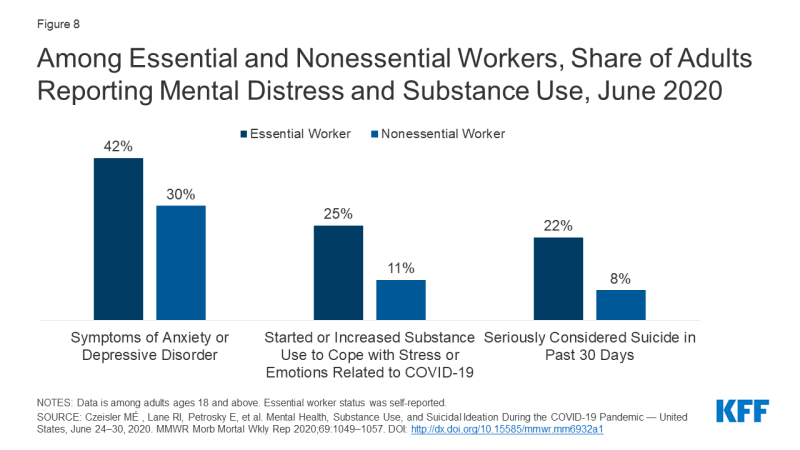 Figure 8
Among Essential and Nonessential Workers, Share of Adults
Reporting Mental Distress and Substance Use, June 2020
Essential Worker Nonessential Worker
42%
30%
25%
11%
22%
8%
Symptoms of Anxiety or
Depressive Disorder
Started or Increased Substance
Use to Cope with Stress or
Emotions Related to COVID-19
Seriously Considered Suicide in
Past 30 Days
NOTES: Data is among adults ages 18 and above. Essential worker status was self-reported.
SOURCE: Czeisler MÉ , Lane RI, Petrosky E, et al. Mental Health, Substance Use, and Suicidal Ideation During the COVID-19 Pandemic — United
States, June 24–30, 2020. MMWR Morb Mortal Wkly Rep 2020;69:1049–1057. DOI: http://dx.doi.org/10.15585/mmwr.mm6932a1
KFF